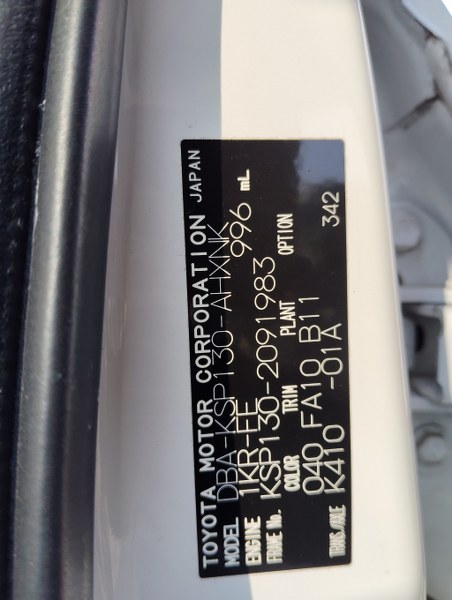 TOYOTA MOTOR CORPORATION JAPAN
MODEL DBA-KSP130-AHXNK
ENGINE 1KR-FE 996 mL
FRAME No. KSP130-2091983
COLOR TRIM PLANT OPTION
040 FA10 B11 342
TRANS/AXLE K410 -01A